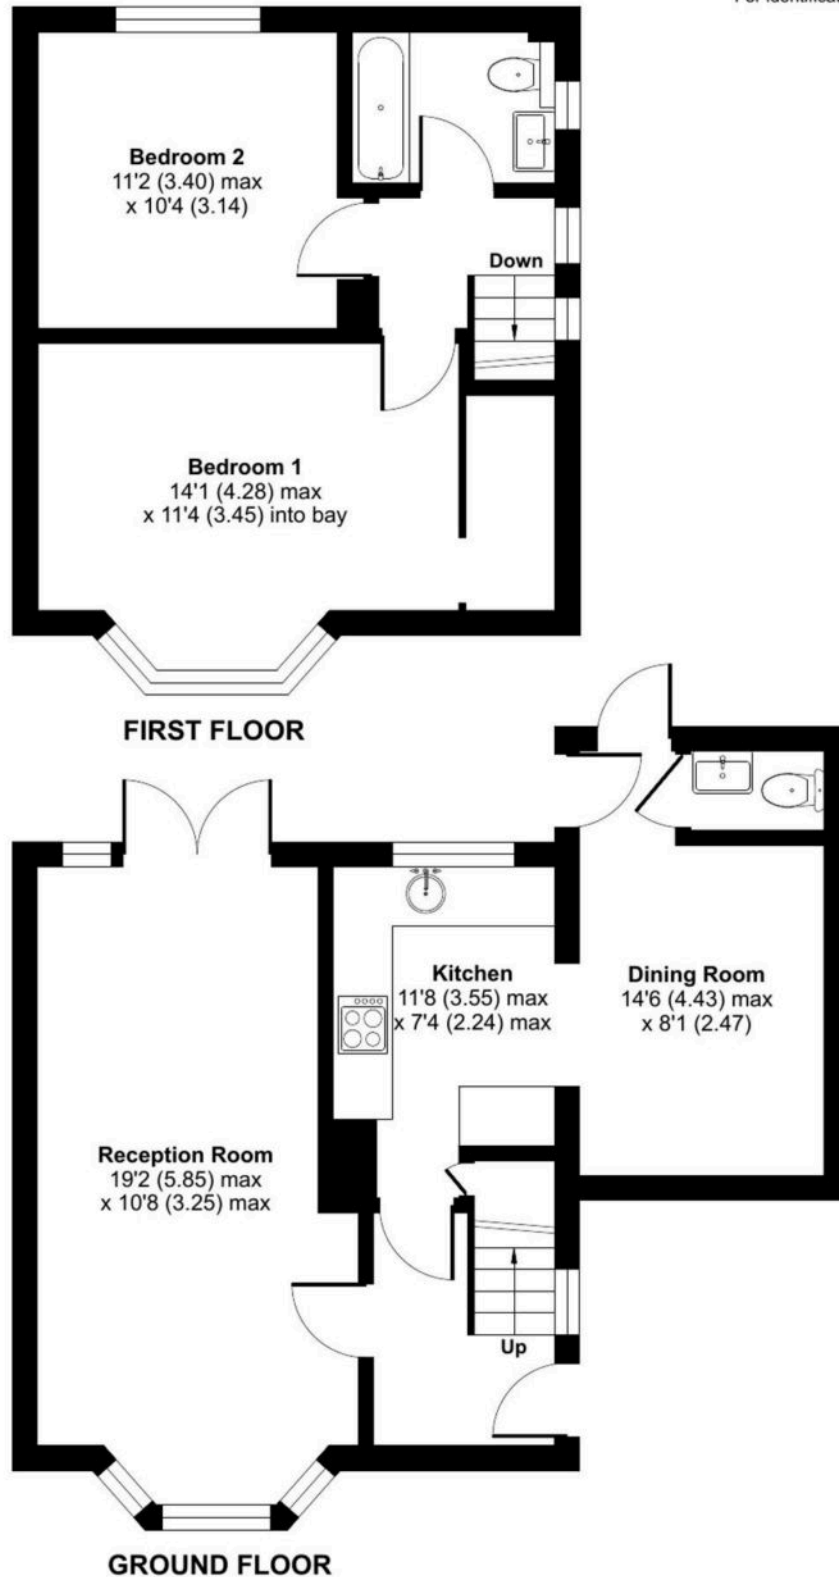 Bedroom 2
11'2 (3.40) max
x 10'4 (3.14)
Down
Bedroom 1
14'1 (4.28) max
x 11'4 (3.45) into bay
FIRST FLOOR
Kitchen
11'8 (3.55) max
x 7'4 (2.24) max
Dining Room
14'6 (4.43) max
x 8'1 (2.47)
Reception Room
19'2 (5.85) max
x 10'8 (3.25) max
Up
GROUND FLOOR